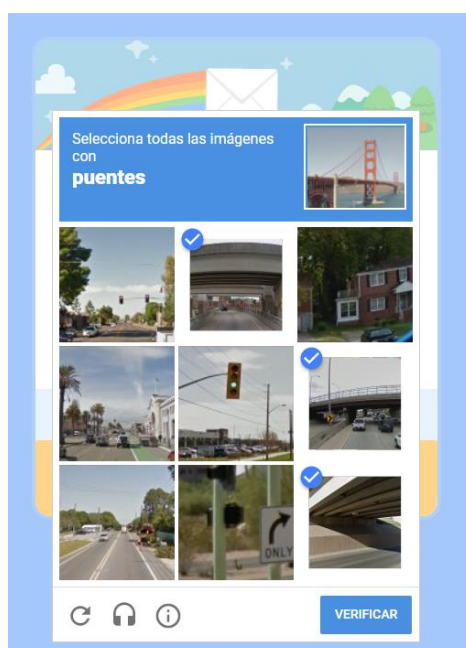 Selecciona todas las imágenes
con
puentes
ONLY
VERIFICAR